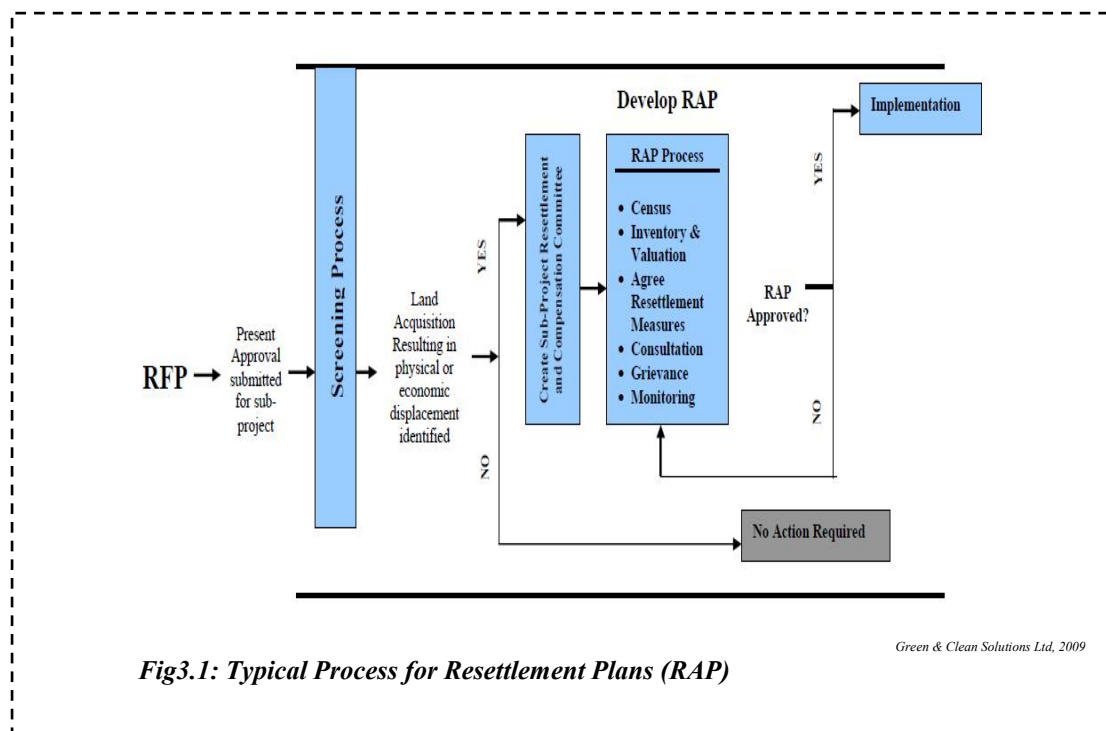 RFP
Present
Approval
submitted
for sub-
project
Screening Process
Land
Acquisition
Resulting in
physical or
economic
displacement
identified
YES
NO
Create Sub-Project Resettlement
and Compensation Committee
Develop RAP
RAP Process
• Census
• Inventory &
Valuation
• Agree
Resettlement
Measures
• Consultation
• Grievance
• Monitoring
RAP
Approved?
YES
NO
Implementation
No Action Required
Green & Clean Solutions Ltd, 2009
Fig3.1: Typical Process for Resettlement Plans (RAP)